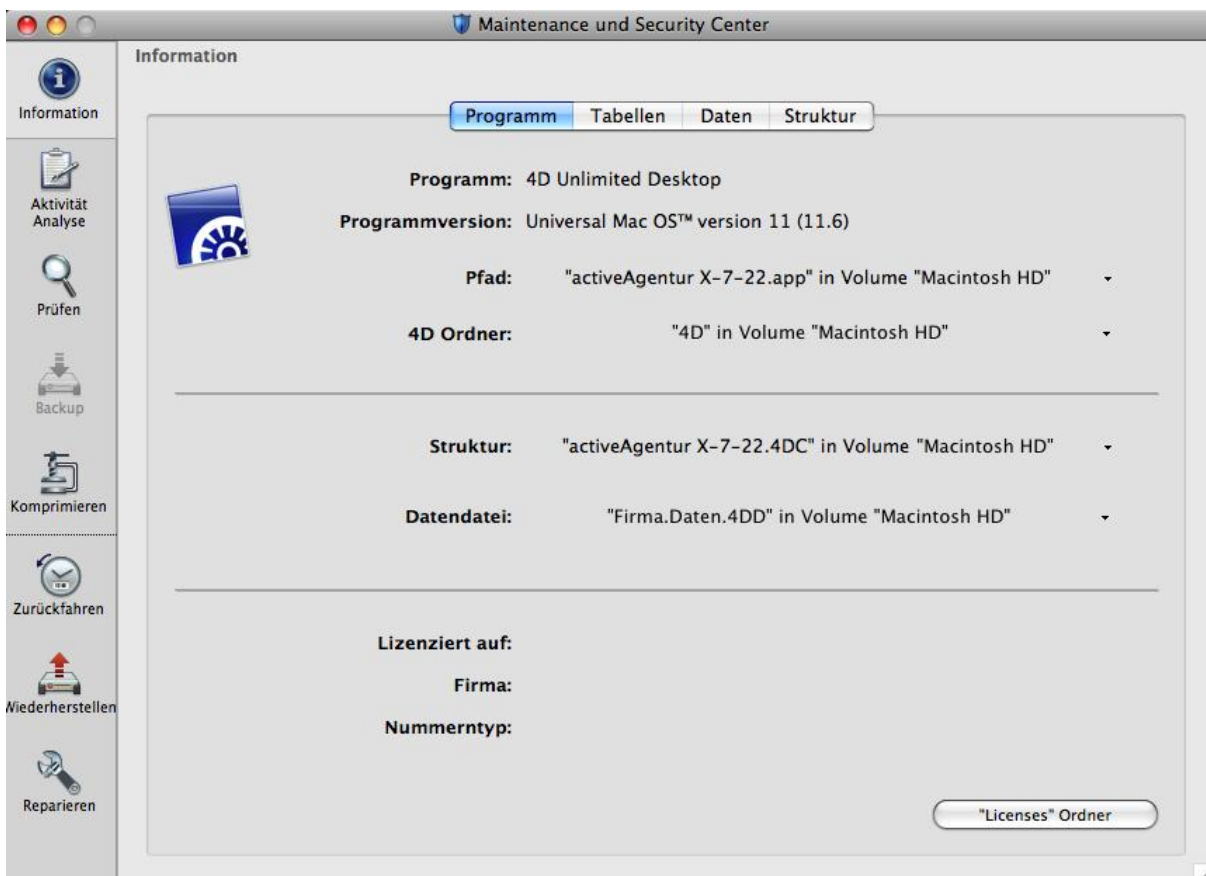 Maintenance und Security Center
Information
Information
Programm Tabellen Daten Struktur
Aktivität
Analyse
Prüfen
Backup
Komprimieren
Zurückfahren
Wiederherstellen
Reparieren
Programm: 4D Unlimited Desktop
Programmversion: Universal Mac OS™ version 11 (11.6)
Pfad: "activeAgentur X-7-22.app" in Volume "Macintosh HD"
4D Ordner: "4D" in Volume "Macintosh HD"
Struktur: "activeAgentur X-7-22.4DC" in Volume "Macintosh HD"
Datendatei: "Firma.Daten.4DD" in Volume "Macintosh HD"
Lizenziert auf:
Firma:
Nummerntyp:
"Licenses" Ordner